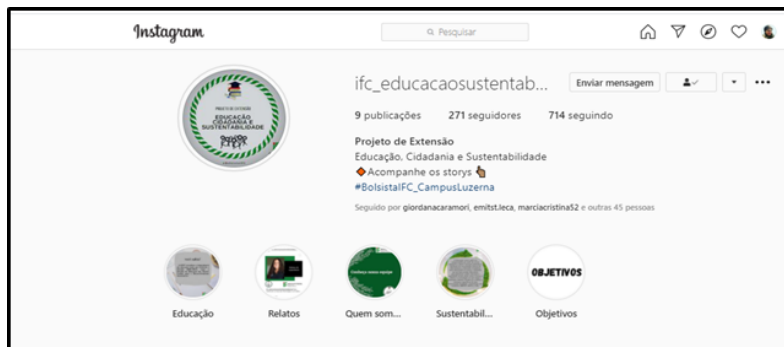 Instagram
Pesquisar
ifc_educacaosustentab...
Enviar mensagem
9 publicações 271 seguidores 714 seguindo
PROJETO DE EXTENSÃO
EDUCAÇÃO
CIDADANIA E
SUSTENTABILIDADE
Projeto de Extensão
Educação, Cidadania e Sustentabilidade
Acompanhe os storys
#BolsistaIFC_CampusLuzerna
Seguido por giordanacaramori, emitst.leca, marciacristina52 e outras 45 pessoas
OBJETIVOS
Educação Relatos Quem som... Sustentabil... Objetivos